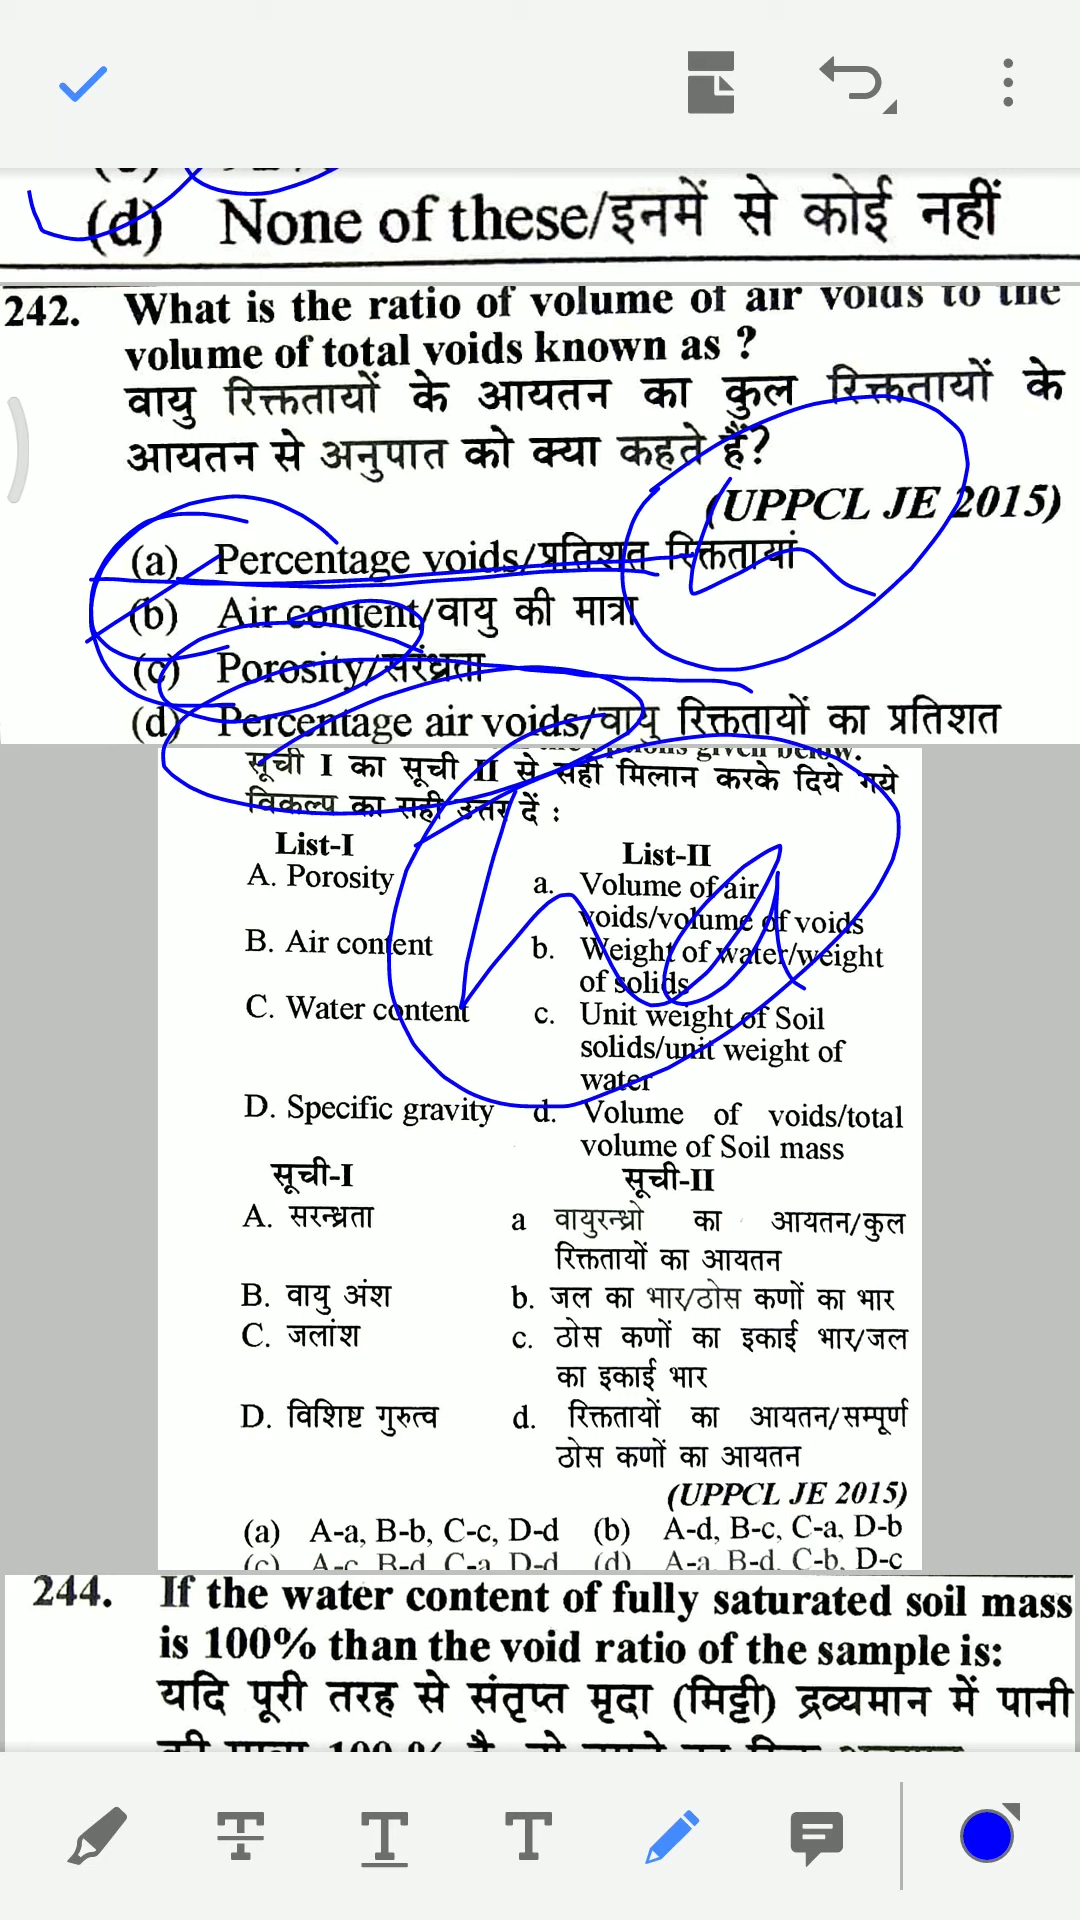 (d) None of these/इनमें से कोई नहीं
242. What is the ratio of volume of air voids to the
volume of total voids known as ?
वायु रिक्ततायों के आयतन का कुल रिक्ततायों के
आयतन से अनुपात को क्या कहते हैं?
(UPPCL JE 2015)
(a) Percentage voids/प्रतिशत रिक्ततायां
(b) Air content/वायु की मात्रा
(c) Porosity/सरंध्रता
(d) Percentage air voids/वायु रिक्ततायों का प्रतिशत
options given below.
सूची I का सूची II से सही मिलान करके दिये गये
विकल्प का सही उत्तर दें :
List-I List-II
A. Porosity a. Volume of air
voids/volume of voids
B. Air content b. Weight of water/weight
of solids
C. Water content c. Unit weight of Soil
solids/unit weight of
water
D. Specific gravity d. Volume of voids/total
volume of Soil mass
सूची-I सूची-II
A. सरन्ध्रता a वायुरन्ध्रो का आयतन/कुल
रिक्ततायों का आयतन
B. वायु अंश b. जल का भार/ठोस कणों का भार
C. जलांश c. ठोस कणों का इकाई भार/जल
का इकाई भार
D. विशिष्ट गुरुत्व d. रिक्ततायों का आयतन/सम्पूर्ण
ठोस कणों का आयतन
(UPPCL JE 2015)
(a) A-a, B-b, C-c, D-d (b) A-d, B-c, C-a, D-b
(c) A-c B-d C-a D-d (d) A-a, B-d, C-b, D-c
244. If the water content of fully saturated soil mass
is 100% than the void ratio of the sample is:
यदि पूरी तरह से संतृप्त मृदा (मिट्टी) द्रव्यमान में पानी